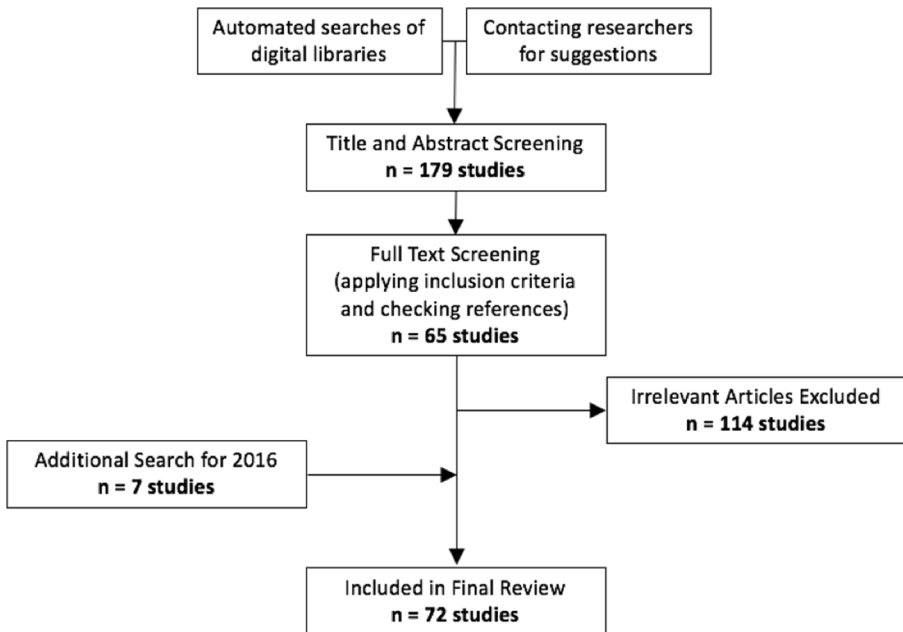 Automated searches of
digital libraries
Contacting researchers
for suggestions
Title and Abstract Screening
n = 179 studies
Full Text Screening
(applying inclusion criteria
and checking references)
n = 65 studies
Irrelevant Articles Excluded
n = 114 studies
Additional Search for 2016
n = 7 studies
Included in Final Review
n = 72 studies